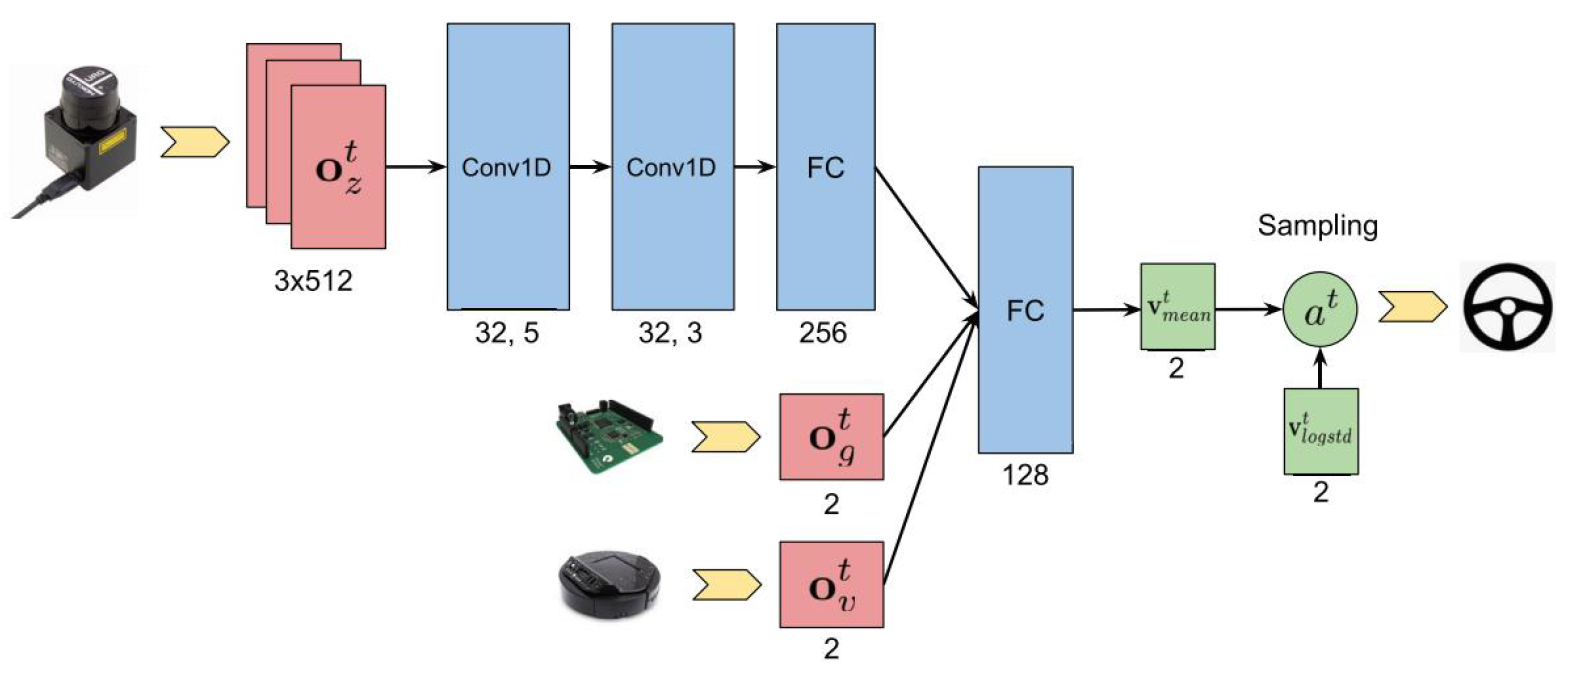 o_z^t
3x512
Conv1D
32, 5
Conv1D
32, 3
FC
256
o_g^t
2
o_v^t
2
FC
128
v_mean^t
2
Sampling
a^t
v_logstd^t
2